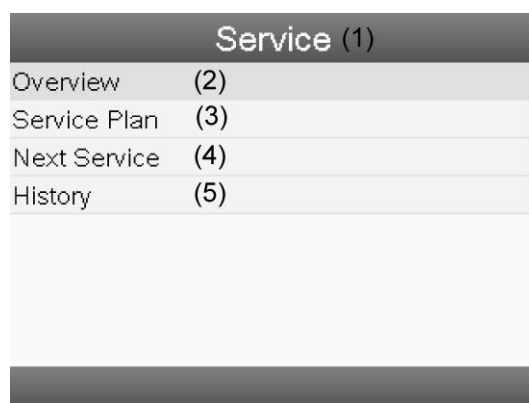 Service (1)
Overview (2)
Service Plan (3)
Next Service (4)
History (5)